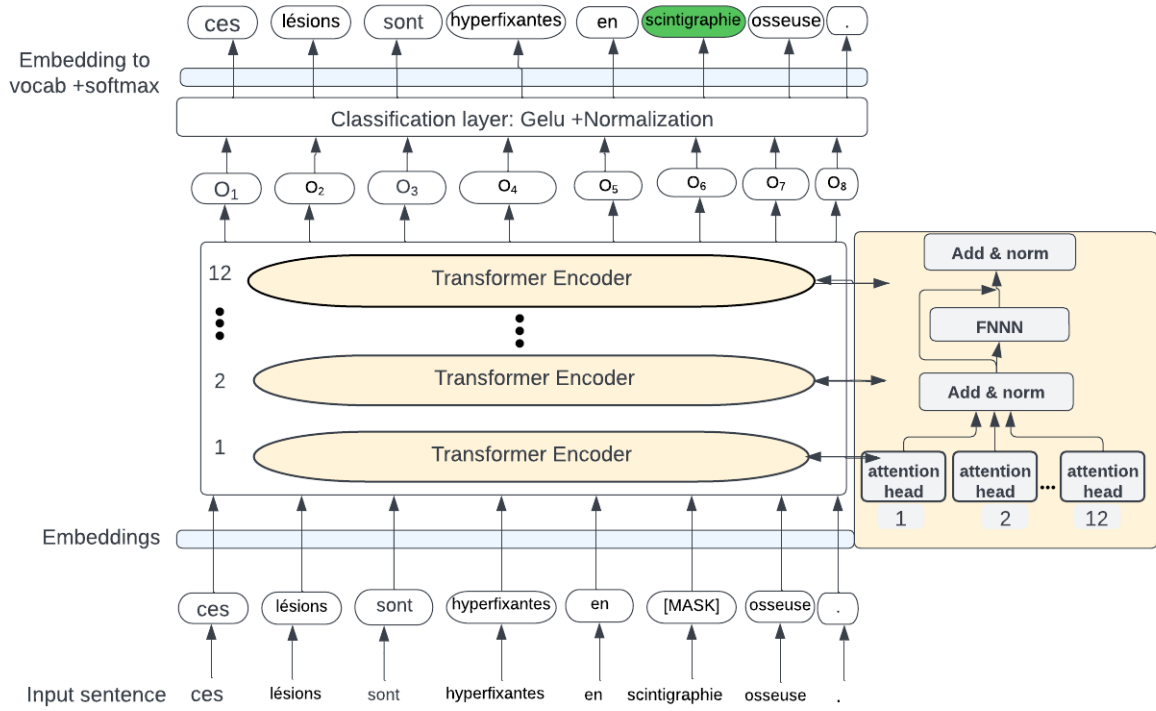 ces lésions sont hyperfixantes en scintigraphie osseuse .
Embedding to
vocab +softmax
Classification layer: Gelu +Normalization
O1 O2 O3 O4 O5 O6 O7 O8
12 Transformer Encoder
2 Transformer Encoder
1 Transformer Encoder
Add & norm
FNNN
Add & norm
attention
head
1
attention
head
2
...
attention
head
12
Embeddings
ces lésions sont hyperfixantes en [MASK] osseuse .
Input sentence ces lésions sont hyperfixantes en scintigraphie osseuse .